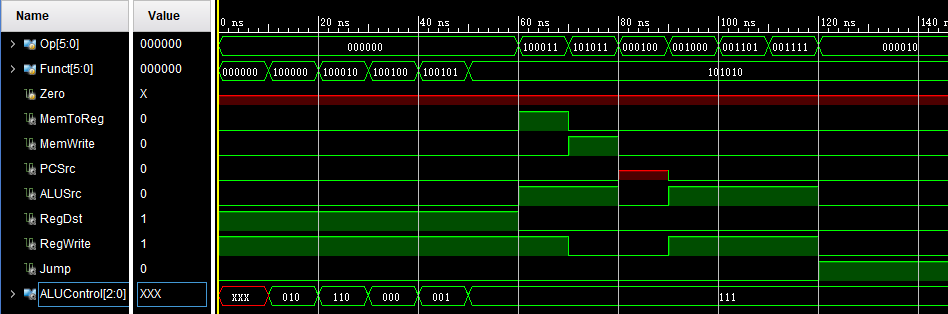 Name Value 0 ns 20 ns 40 ns 60 ns 80 ns 100 ns 120 ns 140
Op[5:0] 000000 000000 100011 101011 000100 001000 001101 001111 000010
Funct[5:0] 000000 000000 100000 100010 100100 100101 101010
Zero X
MemToReg 0
MemWrite 0
PCSrc 0
ALUSrc 0
RegDst 1
RegWrite 1
Jump 0
ALUControl[2:0] XXX XXX 010 110 000 001 111